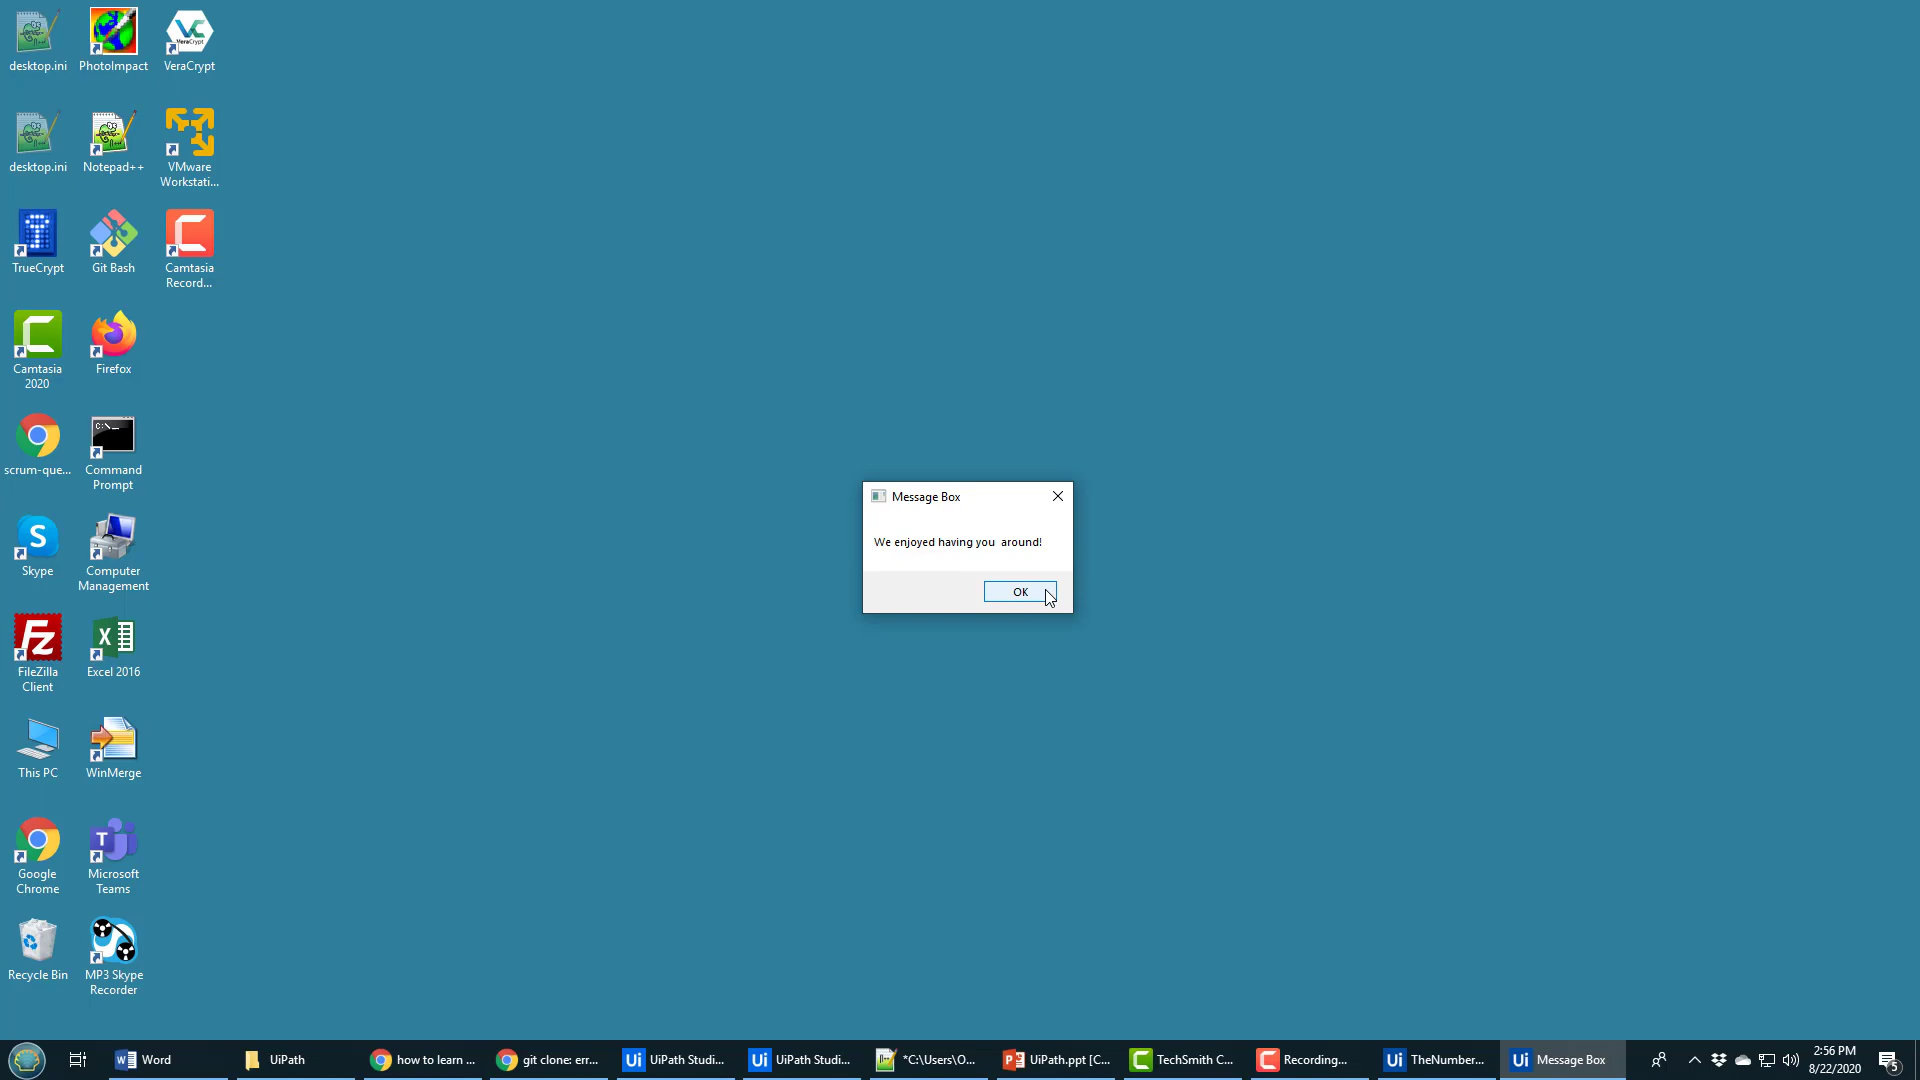 desktop.ini
PhotoImpact
VeraCrypt
desktop.ini
Notepad++
VMware
Workstati...
TrueCrypt
Git Bash
Camtasia
Record...
Camtasia
2020
Firefox
scrum-que...
Command
Prompt
Skype
Computer
Management
FileZilla
Client
Excel 2016
This PC
WinMerge
Google
Chrome
Microsoft
Teams
Recycle Bin
MP3 Skype
Recorder
Message Box
We enjoyed having you  around!
OK
Word
UiPath
how to learn ...
git clone: err...
UiPath Studi...
UiPath Studi...
*C:\Users\O...
UiPath.ppt [C...
TechSmith C...
Recording...
TheNumber...
Message Box
2:56 PM
8/22/2020
5